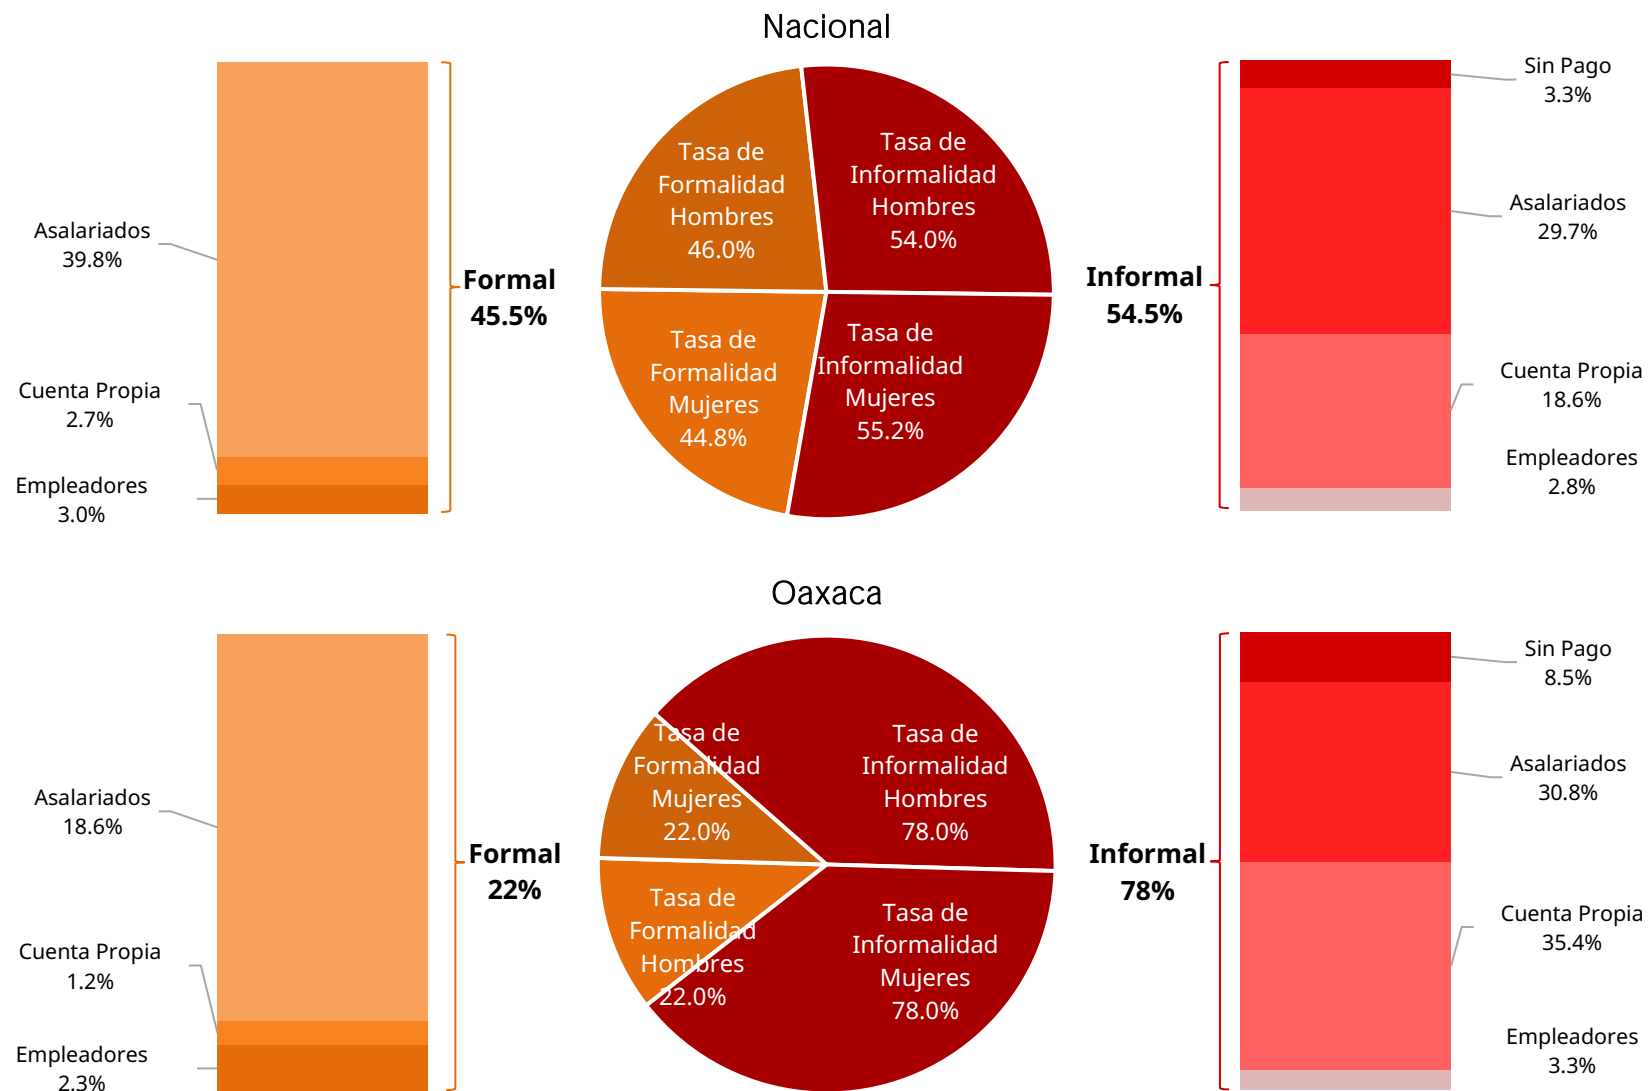 Nacional
Asalariados
39.8%
Cuenta Propia
2.7%
Empleadores
3.0%
Formal
45.5%
Tasa de
Formalidad
Hombres
46.0%
Tasa de
Informalidad
Hombres
54.0%
Tasa de
Formalidad
Mujeres
44.8%
Tasa de
Informalidad
Mujeres
55.2%
Informal
54.5%
Sin Pago
3.3%
Asalariados
29.7%
Cuenta Propia
18.6%
Empleadores
2.8%
Oaxaca
Asalariados
18.6%
Cuenta Propia
1.2%
Empleadores
2.3%
Formal
22%
Tasa de
Formalidad
Mujeres
22.0%
Tasa de
Informalidad
Hombres
78.0%
Tasa de
Formalidad
Hombres
22.0%
Tasa de
Informalidad
Mujeres
78.0%
Informal
78%
Sin Pago
8.5%
Asalariados
30.8%
Cuenta Propia
35.4%
Empleadores
3.3%